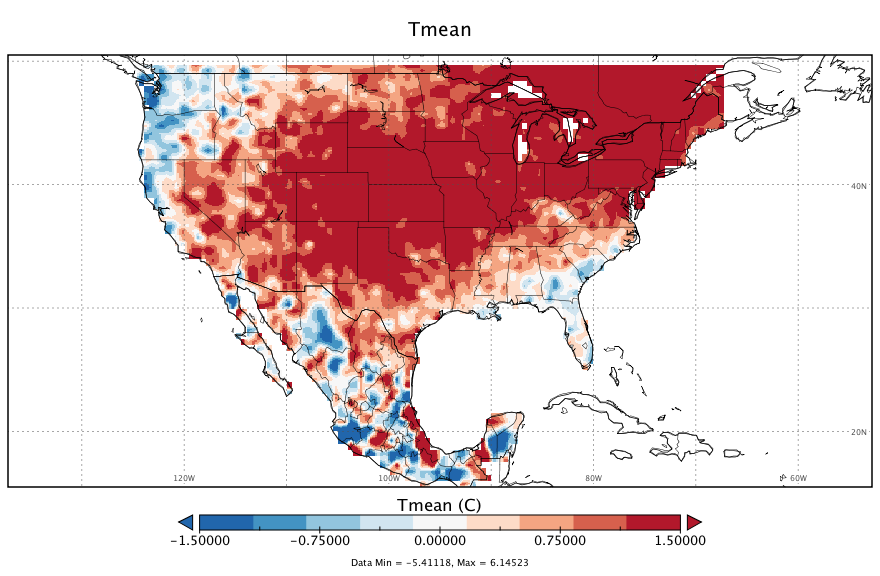 Tmean
40N
20N
120W 100W 80W 60W
Tmean (C)
−1.50000 −0.75000 0.00000 0.75000 1.50000
Data Min = −5.41118, Max = 6.14523